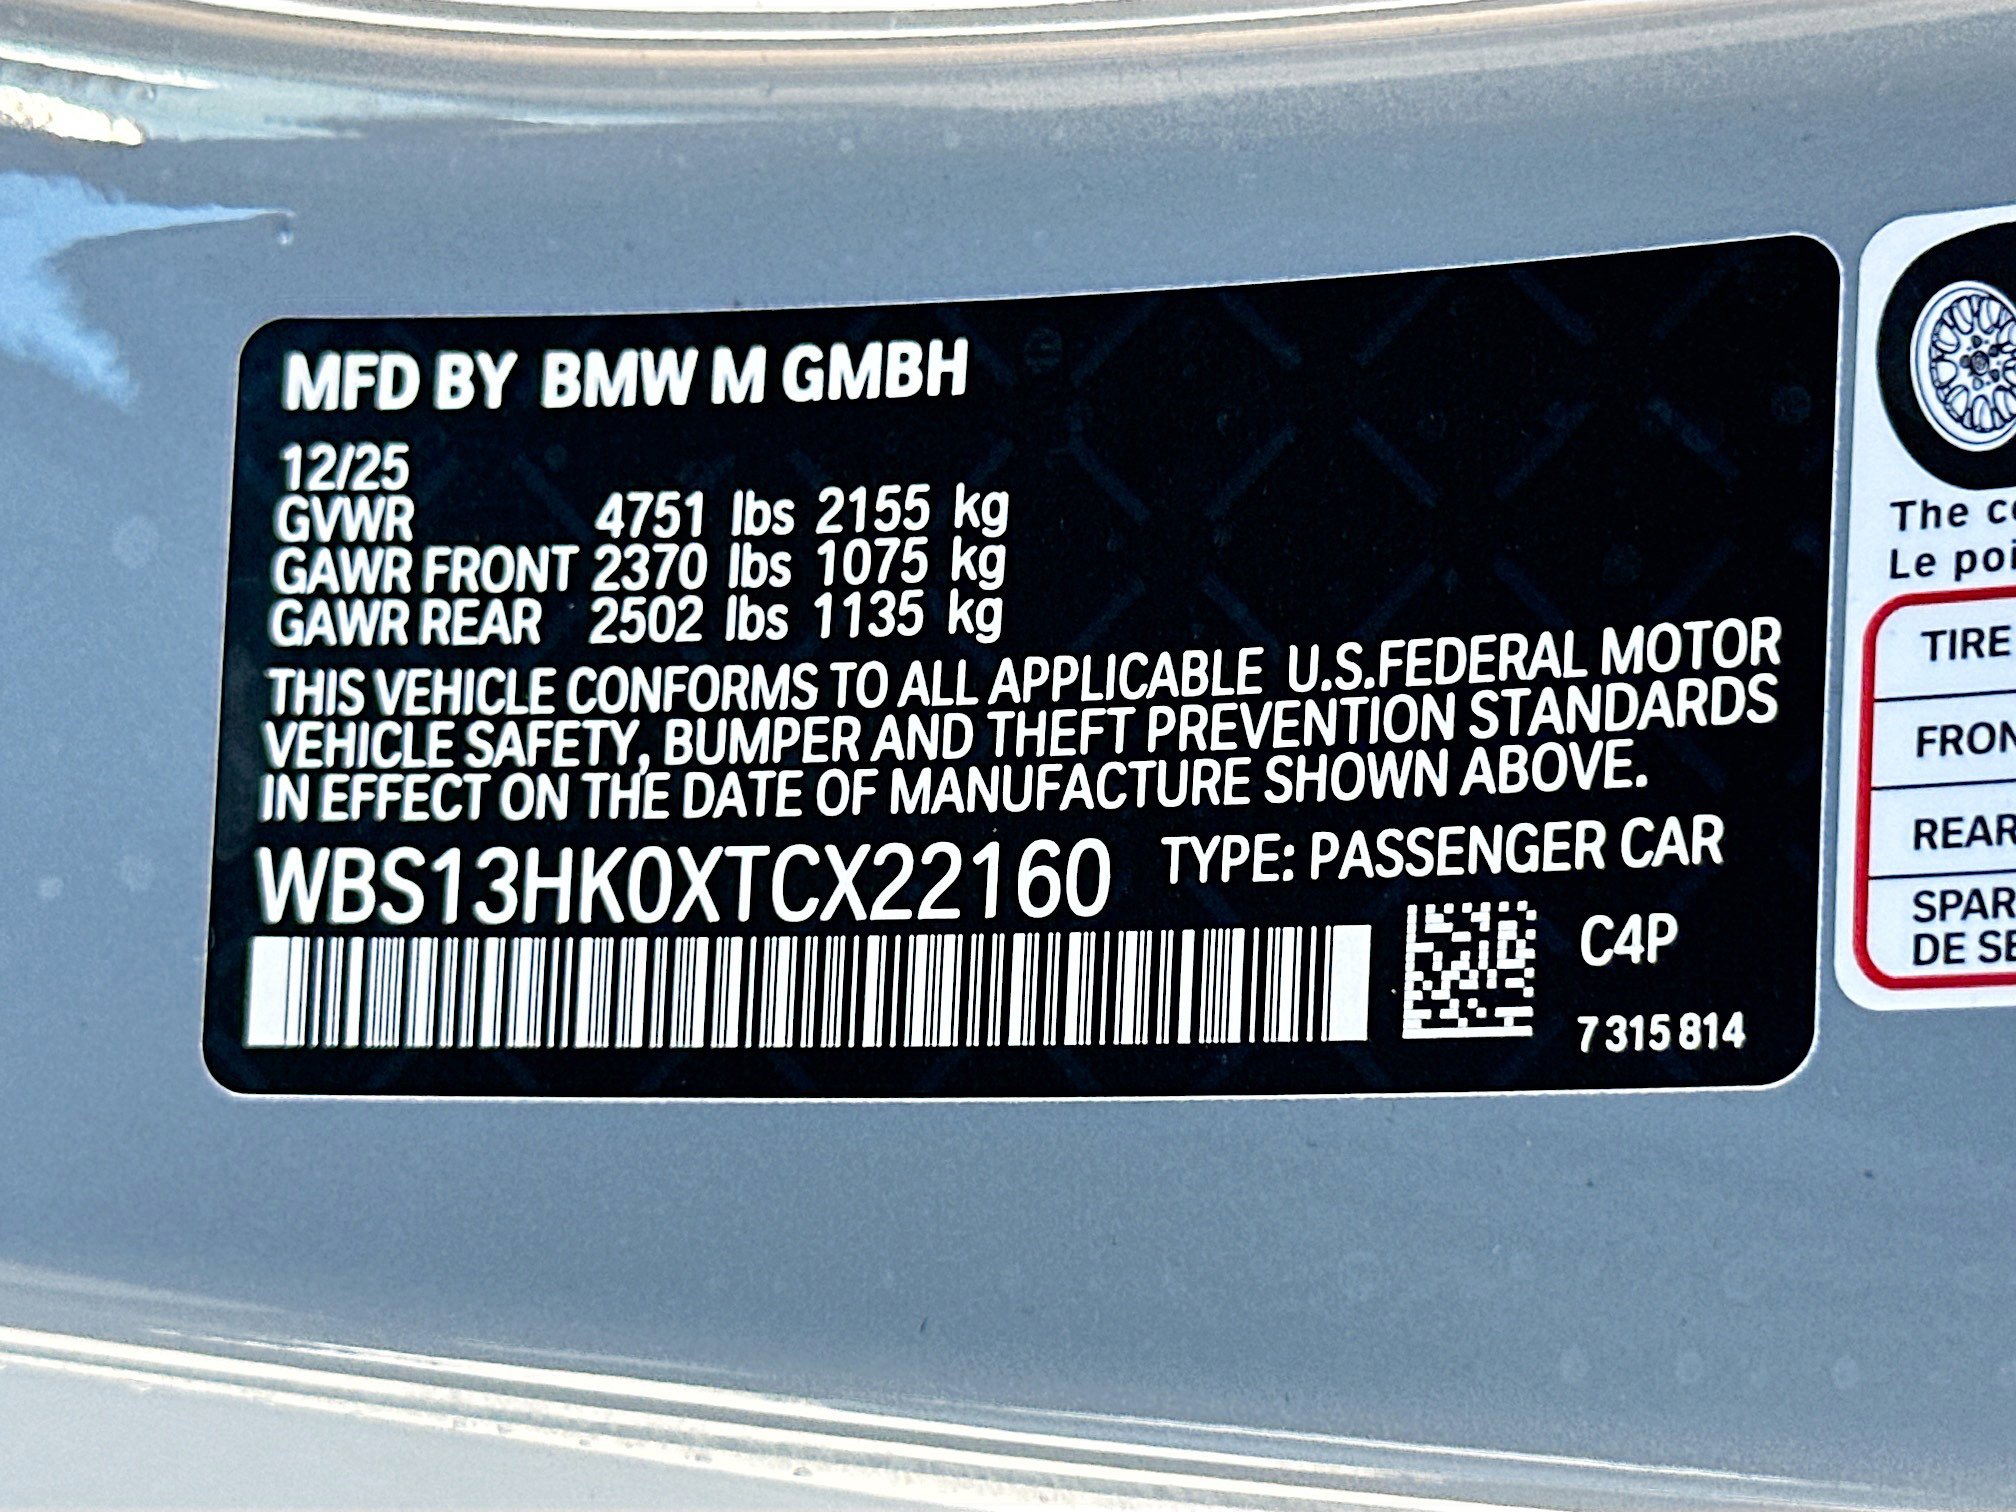 MFD BY BMW M GMBH
12/25
GVWR 4751 lbs 2155 kg
GAWR FRONT 2370 lbs 1075 kg
GAWR REAR 2502 lbs 1135 kg
THIS VEHICLE CONFORMS TO ALL APPLICABLE U.S.FEDERAL MOTOR
VEHICLE SAFETY, BUMPER AND THEFT PREVENTION STANDARDS
IN EFFECT ON THE DATE OF MANUFACTURE SHOWN ABOVE.
WBS13HK0XTCX22160 TYPE: PASSENGER CAR
C4P
7 315 814
The
Le
TIRE
REAR